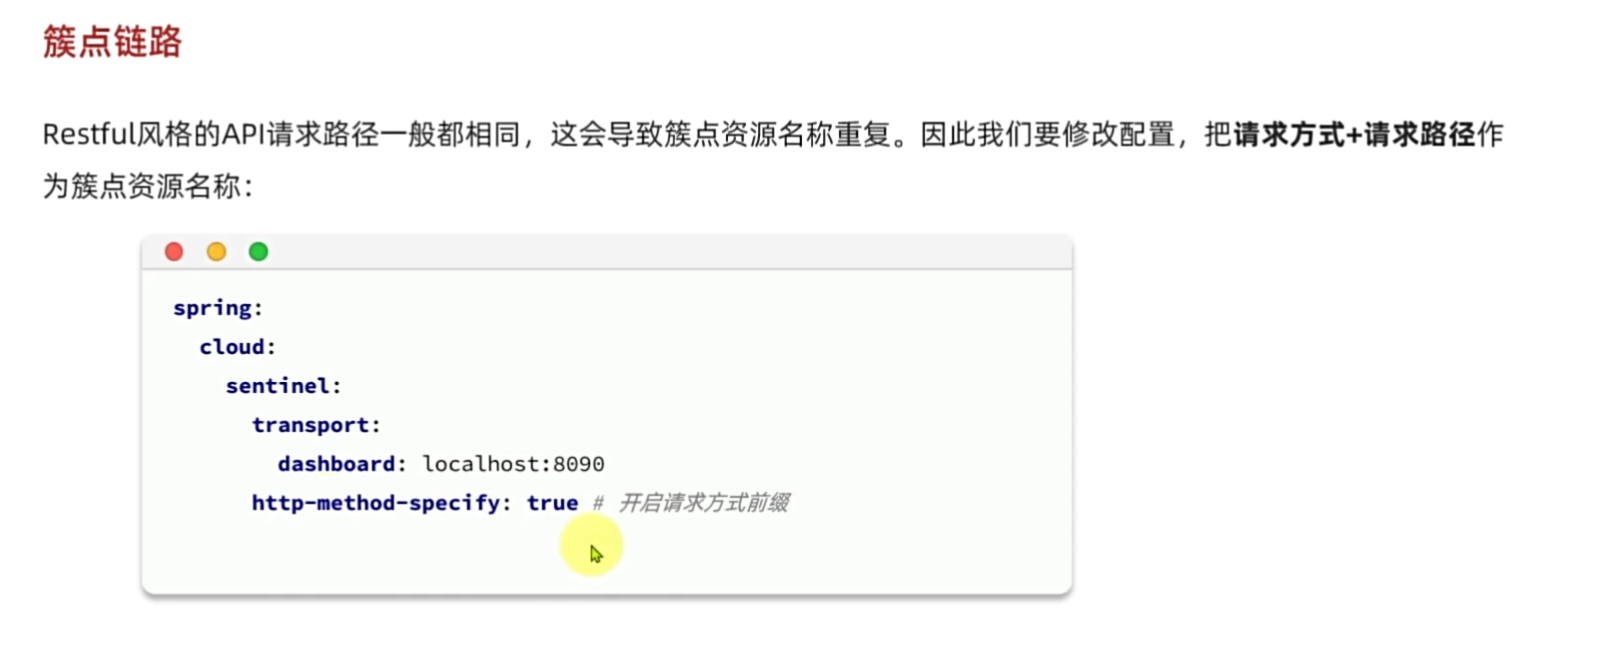 簇点链路
Restful风格的API请求路径一般都相同，这会导致簇点资源名称重复。因此我们要修改配置，把请求方式+请求路径作
为簇点资源名称：
spring:
  cloud:
    sentinel:
      transport:
        dashboard: localhost:8090
      http-method-specify: true # 开启请求方式前缀